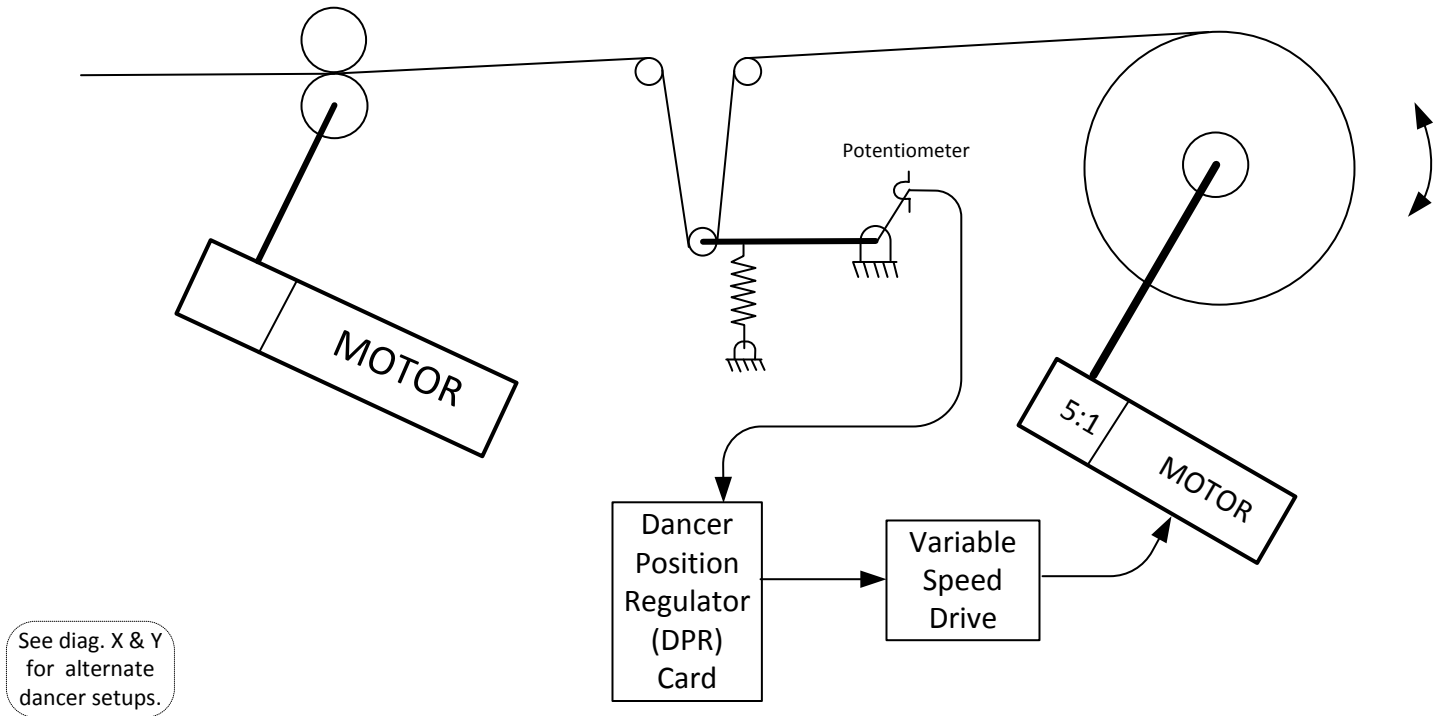 Potentiometer
MOTOR
5:1
MOTOR
Dancer
Position
Regulator
(DPR)
Card
Variable
Speed
Drive
See diag. X & Y
for alternate
dancer setups.